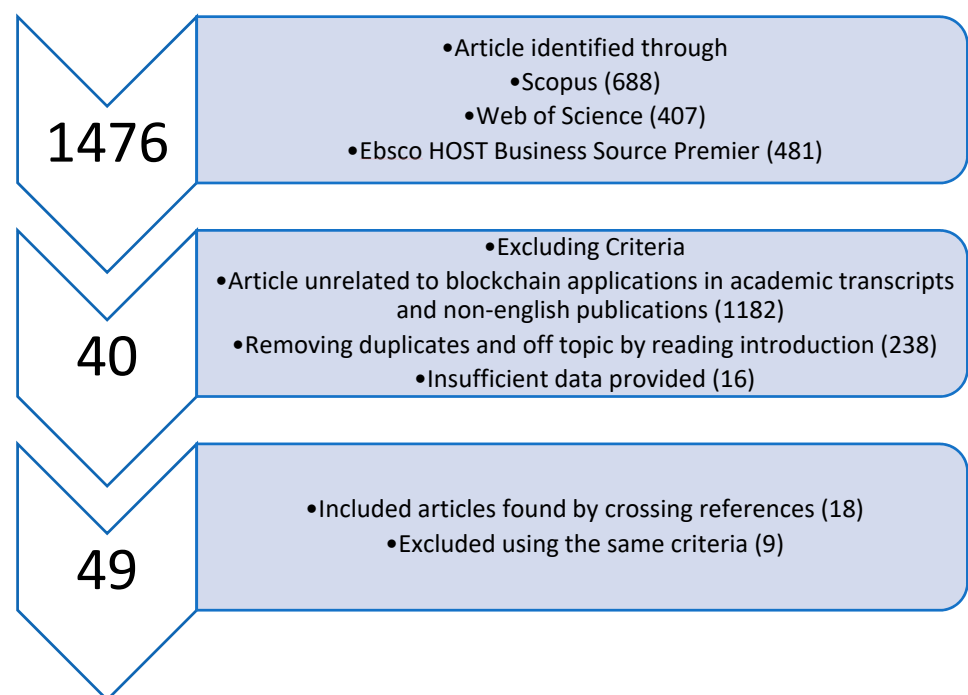 1476
•Article identified through
•Scopus (688)
•Web of Science (407)
•Ebsco HOST Business Source Premier (481)
40
•Excluding Criteria
•Article unrelated to blockchain applications in academic transcripts
and non-english publications (1182)
•Removing duplicates and off topic by reading introduction (238)
•Insufficient data provided (16)
49
•Included articles found by crossing references (18)
•Excluded using the same criteria (9)